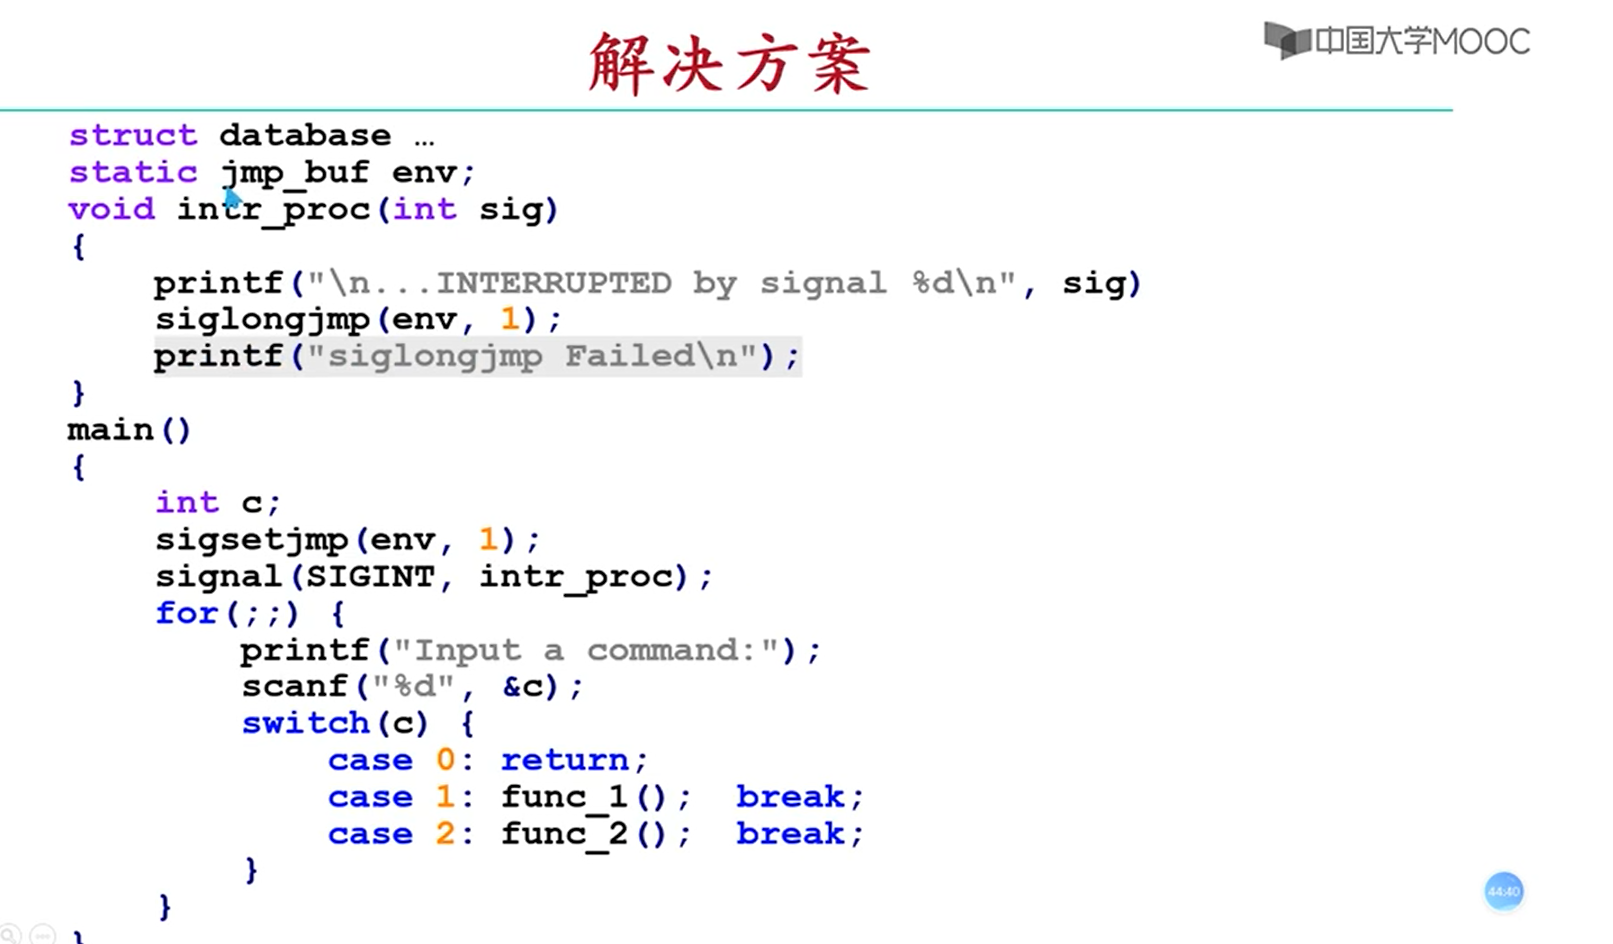 解决方案
中国大学MOOC
struct database …
static jmp_buf env;
void intr_proc(int sig)
{
printf("\n...INTERRUPTED by signal %d\n", sig)
siglongjmp(env, 1);
printf("siglongjmp Failed\n");
}
main()
{
int c;
sigsetjmp(env, 1);
signal(SIGINT, intr_proc);
for(;;) {
printf("Input a command:");
scanf("%d", &c);
switch(c) {
case 0: return;
case 1: func_1(); break;
case 2: func_2(); break;
}
}
}
44:40